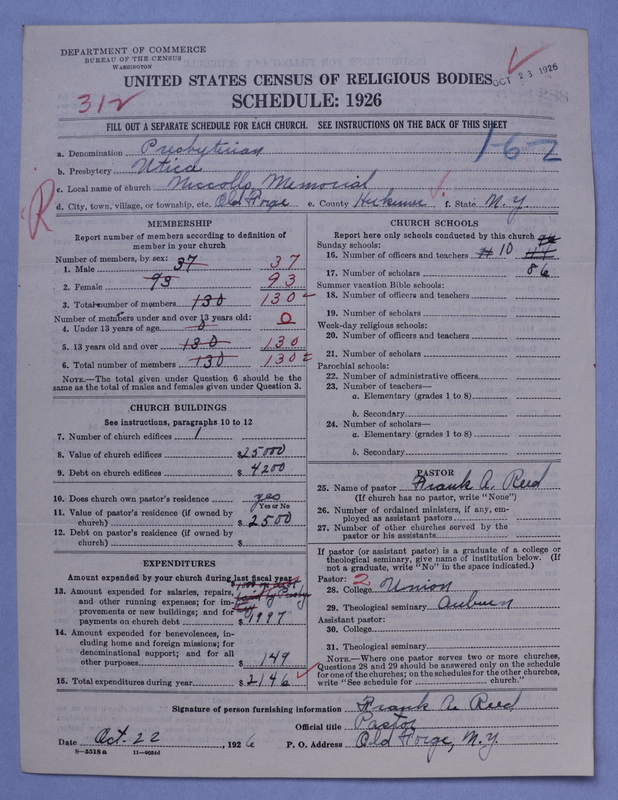 DEPARTMENT OF COMMERCE
BUREAU OF THE CENSUS
WASHINGTON
OCT 23 1926
UNITED STATES CENSUS OF RELIGIOUS BODIES
312
SCHEDULE: 1926
FILL OUT A SEPARATE SCHEDULE FOR EACH CHURCH. SEE INSTRUCTIONS ON THE BACK OF THIS SHEET
162
a. Denomination Presbyterian
b. Presbytery Utica
c. Local name of church Niccolls Memorial
d. City, town, village, or township, etc. Old Forge e. County Herkimer f. State N.Y.
R
MEMBERSHIP
Report number of members according to definition of
member in your church
Number of members, by sex:
1. Male 37 37
2. Female 93 93
3. Total number of members 130 130
Number of members under and over 13 years old:
4. Under 13 years of age 0 0
5. 13 years old and over 130 130
6. Total number of members 130 130
NOTE.—The total given under Question 6 should be the
same as the total of males and females given under Question 3.
CHURCH BUILDINGS
See instructions, paragraphs 10 to 12
7. Number of church edifices 1
8. Value of church edifices $25000
9. Debt on church edifices $4200
10. Does church own pastor's residence yes
Yes or No
11. Value of pastor's residence (if owned by
church) $2500
12. Debt on pastor's residence (if owned by
church) $
EXPENDITURES
Amount expended by your church during last fiscal year
13. Amount expended for salaries, repairs,
and other running expenses; for im-
provements or new buildings; and for
payments on church debt $1997
14. Amount expended for benevolences, in-
cluding home and foreign missions; for
denominational support; and for all
other purposes $149
15. Total expenditures during year $2146
CHURCH SCHOOLS
Report here only schools conducted by this church
Sunday schools:
16. Number of officers and teachers 10
17. Number of scholars 86
Summer vacation Bible schools:
18. Number of officers and teachers
19. Number of scholars
Week-day religious schools:
20. Number of officers and teachers
21. Number of scholars
Parochial schools:
22. Number of administrative officers
23. Number of teachers—
a. Elementary (grades 1 to 8)
b. Secondary
24. Number of scholars—
a. Elementary (grades 1 to 8)
b. Secondary
PASTOR
25. Name of pastor Frank A. Reed
(If church has no pastor, write "None")
26. Number of ordained ministers, if any, em-
ployed as assistant pastors
27. Number of other churches served by the
pastor or his assistants
If pastor (or assistant pastor) is a graduate of a college or
theological seminary, give name of institution below. (If
not a graduate, write "No" in the space indicated.)
Pastor: 2
28. College Union
29. Theological seminary Auburn
Assistant pastor:
30. College
31. Theological seminary
NOTE.—Where one pastor serves two or more churches,
Questions 28 and 29 should be answered only on the schedule
for one of the churches; on the schedules for the other churches,
write "See schedule for church."
Signature of person furnishing information Frank A. Reed
Official title Pastor
Date Oct. 22, 1926 P. O. Address Old Forge, N.Y.
8—5518a